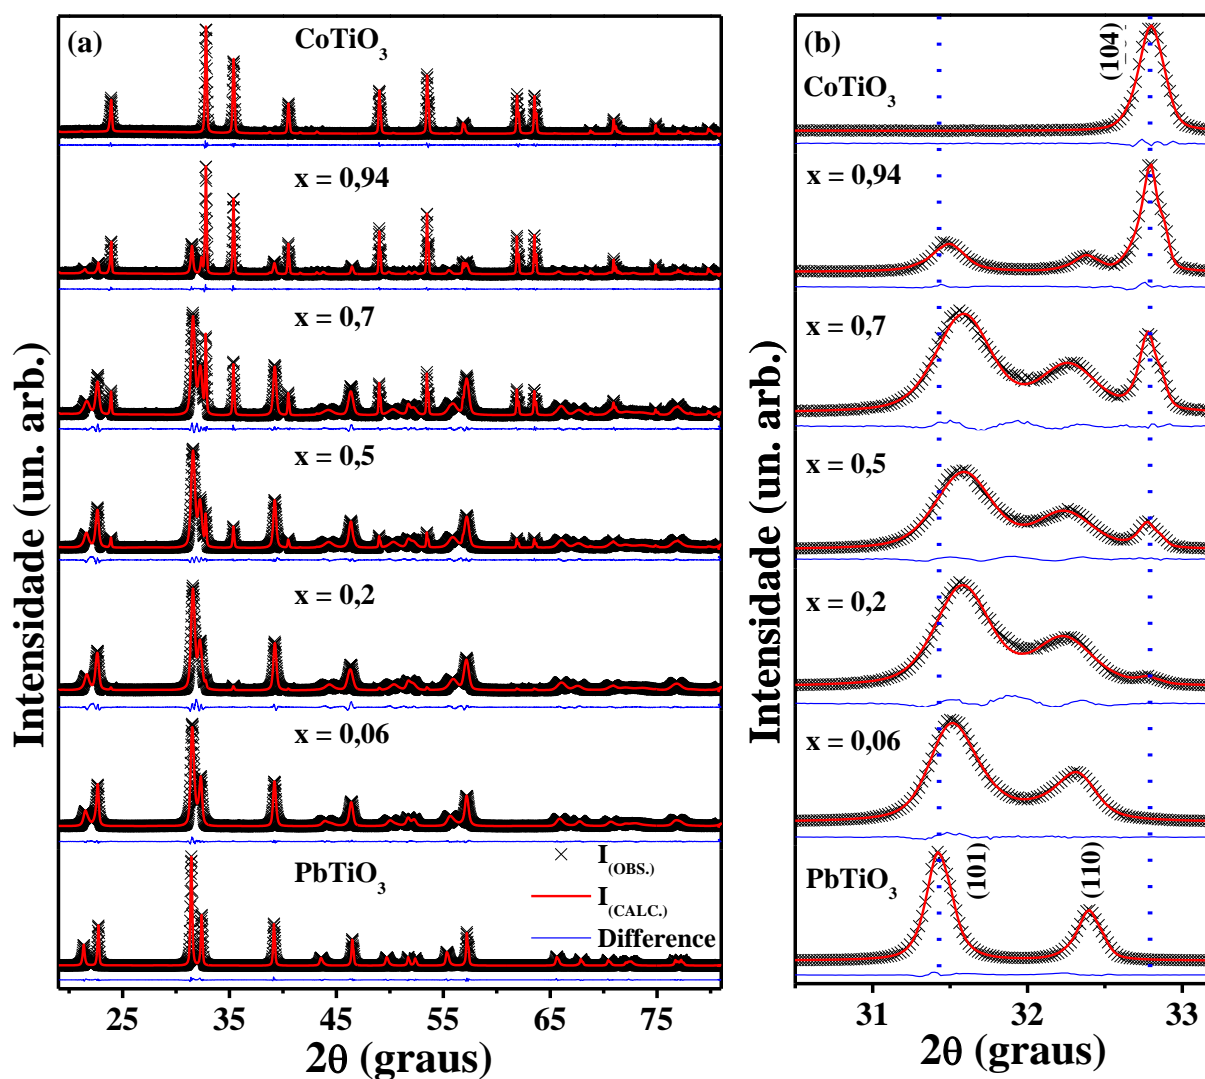 (a)
CoTiO₃
x = 0,94
x = 0,7
x = 0,5
x = 0,2
x = 0,06
PbTiO₃
I(OBS.)
I(CALC.)
Difference
Intensidade (un. arb.)
25 35 45 55 65 75
2θ (graus)
(b)
(104)
CoTiO₃
x = 0,94
x = 0,7
x = 0,5
x = 0,2
x = 0,06
PbTiO₃
(101)
(110)
Intensidade (un. arb.)
31 32 33
2θ (graus)